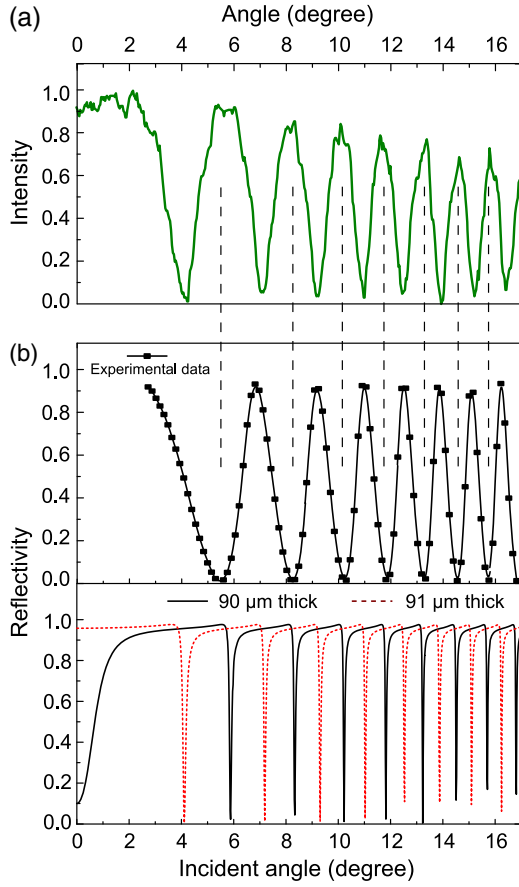 (a)
Angle (degree)
0 2 4 6 8 10 12 14 16
1.0
0.8
0.6
0.4
0.2
0.0
Intensity
(b)
Experimental data
1.0
0.8
0.6
0.4
0.2
0.0
Reflectivity
90 µm thick 91 µm thick
1.0
0.8
0.6
0.4
0.2
0.0
0 2 4 6 8 10 12 14 16
Incident angle (degree)